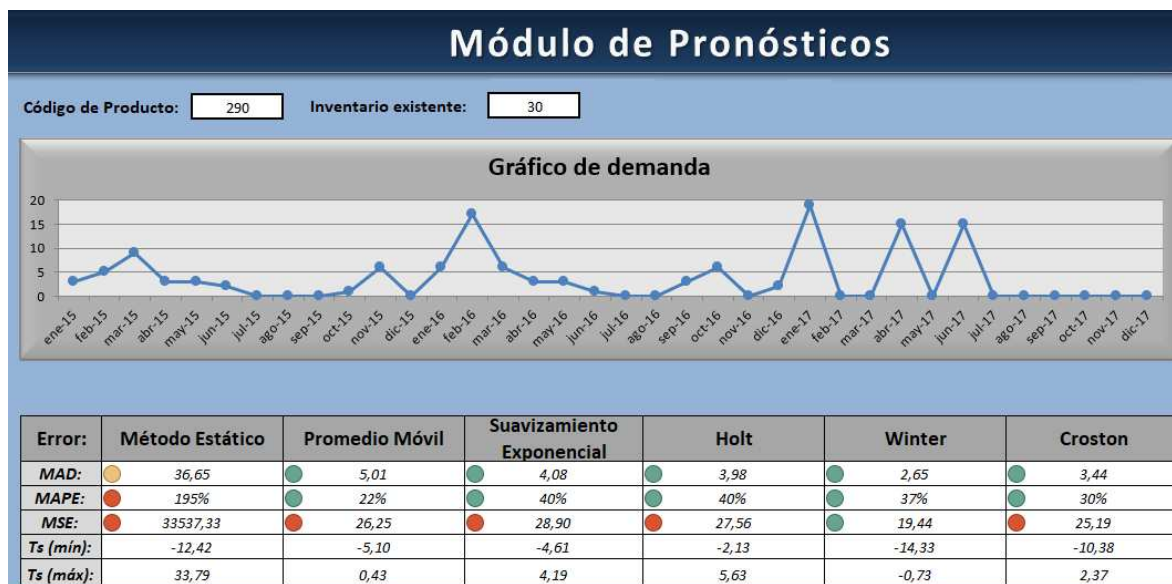 Módulo de Pronósticos
Código de Producto: 290 Inventario existente: 30
Gráfico de demanda
20
15
10
5
0
ene-15 feb-15 mar-15 abr-15 may-15 jun-15 jul-15 ago-15 sep-15 oct-15 nov-15 dic-15 ene-16 feb-16 mar-16 abr-16 may-16 jun-16 jul-16 ago-16 sep-16 oct-16 nov-16 dic-16 ene-17 feb-17 mar-17 abr-17 may-17 jun-17 jul-17 ago-17 sep-17 oct-17 nov-17 dic-17
Error: Método Estático Promedio Móvil Suavizamiento Exponencial Holt Winter Croston
MAD: 36,65 5,01 4,08 3,98 2,65 3,44
MAPE: 195% 22% 40% 40% 37% 30%
MSE: 33537,33 26,25 28,90 27,56 19,44 25,19
Ts (mín): -12,42 -5,10 -4,61 -2,13 -14,33 -10,38
Ts (máx): 33,79 0,43 4,19 5,63 -0,73 2,37